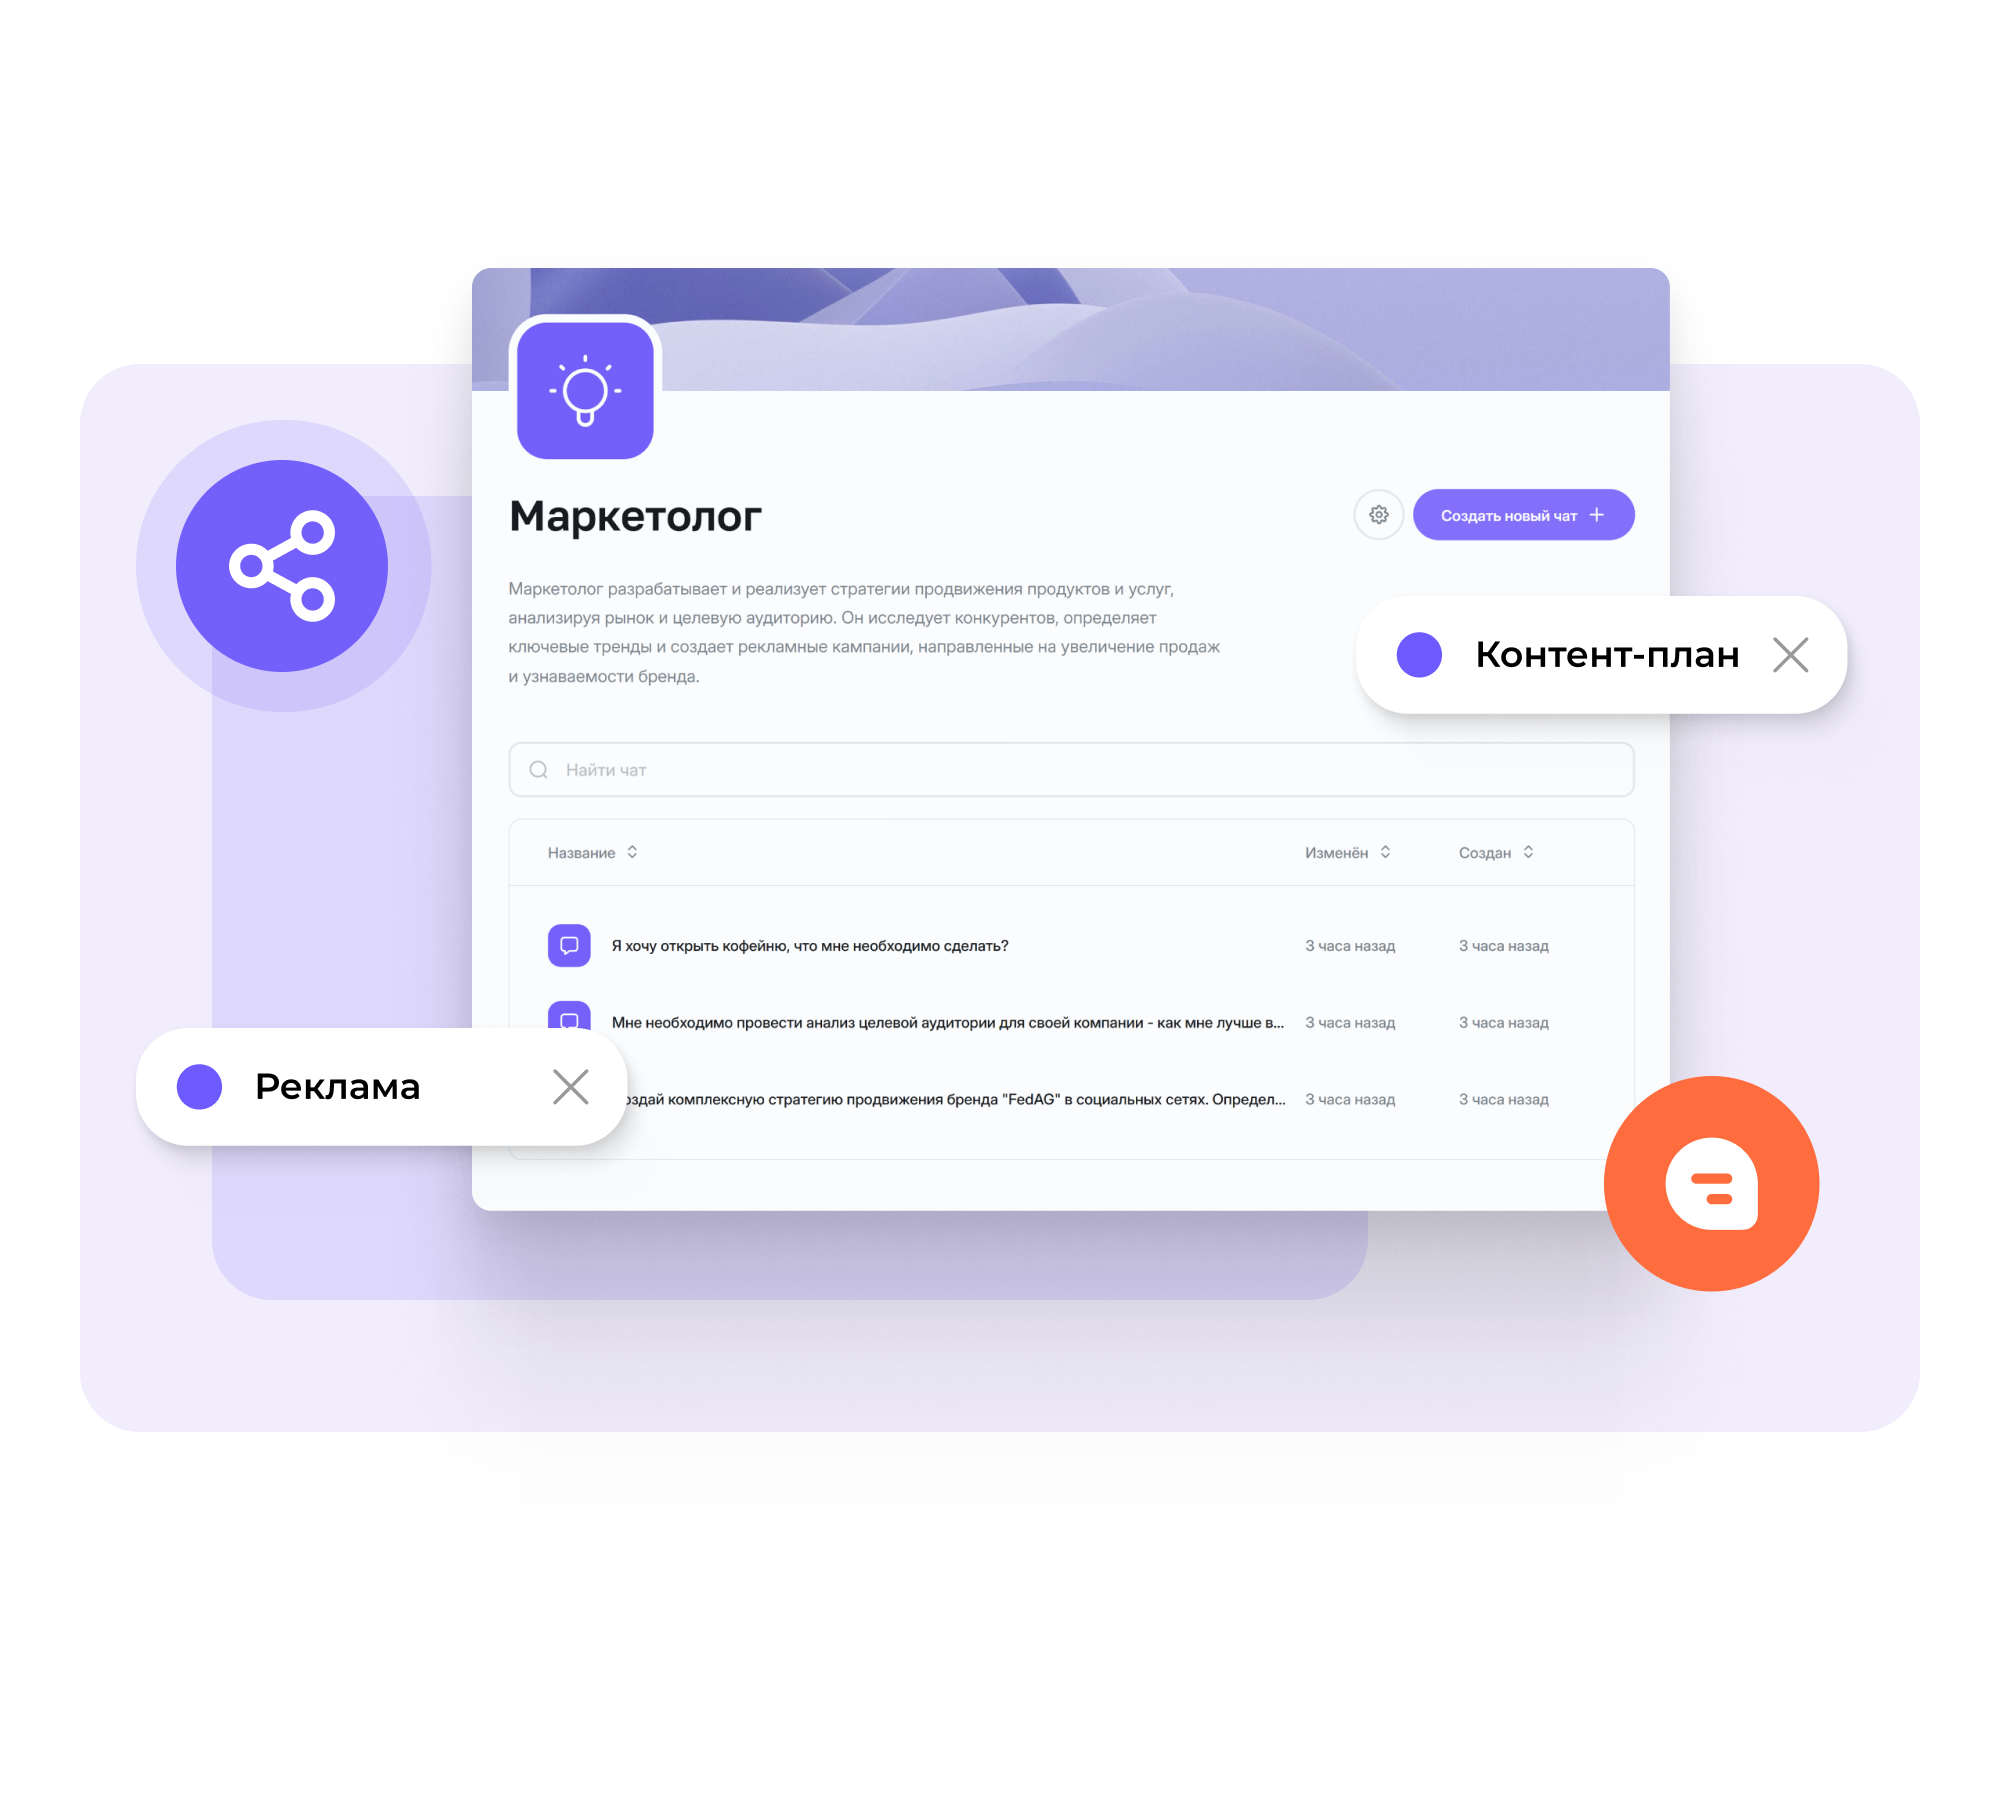 Маркетолог
Создать новый чат
Маркетолог разрабатывает и реализует стратегии продвижения продуктов и услуг,
анализируя рынок и целевую аудиторию. Он исследует конкурентов, определяет
ключевые тренды и создает рекламные кампании, направленные на увеличение продаж
и узнаваемости бренда.
Контент-план
Найти чат
Название Изменён Создан
Я хочу открыть кофейню, что мне необходимо сделать? 3 часа назад 3 часа назад
Мне необходимо провести анализ целевой аудитории для своей компании - как мне лучше в... 3 часа назад 3 часа назад
Реклама
оздай комплексную стратегию продвижения бренда "FedAG" в социальных сетях. Определ... 3 часа назад 3 часа назад